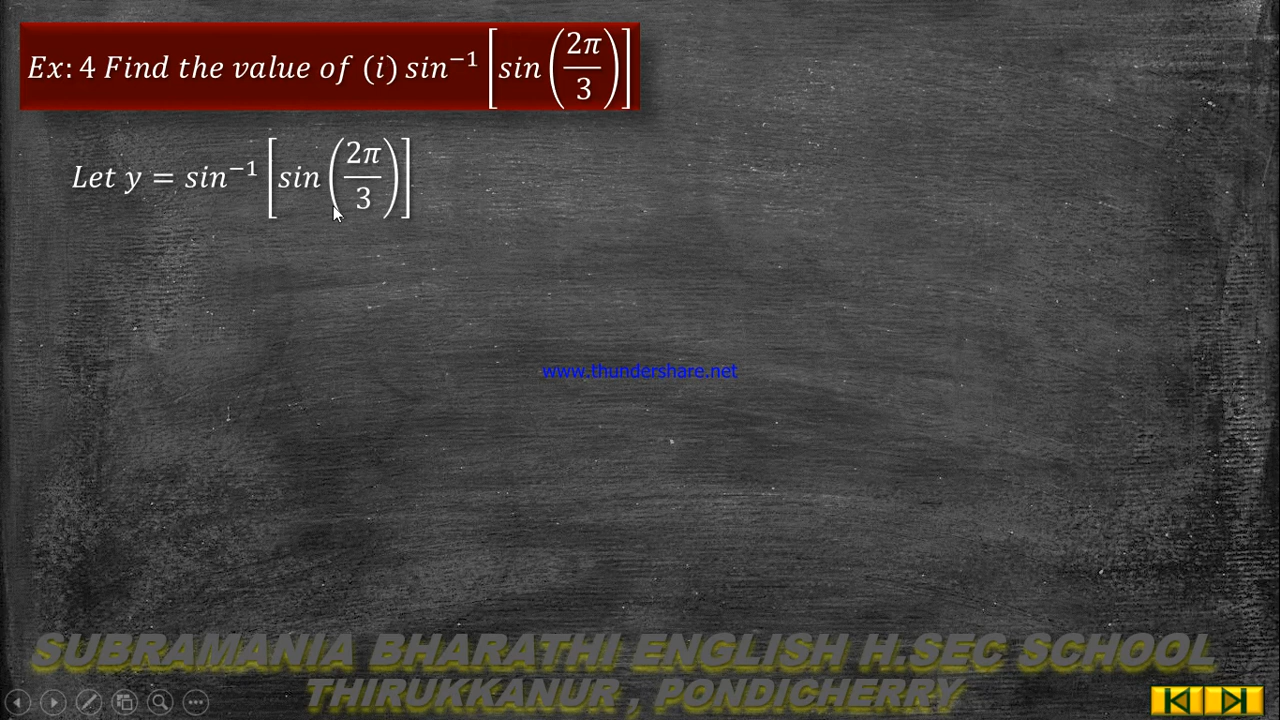 Ex: 4 Find the value of (i) sin⁻¹ [sin (2π/3)]
Let y = sin⁻¹ [sin (2π/3)]
www.thundershare.net
SUBRAMANIA BHARATHI ENGLISH H.SEC SCHOOL
THIRUKKANUR , PONDICHERRY